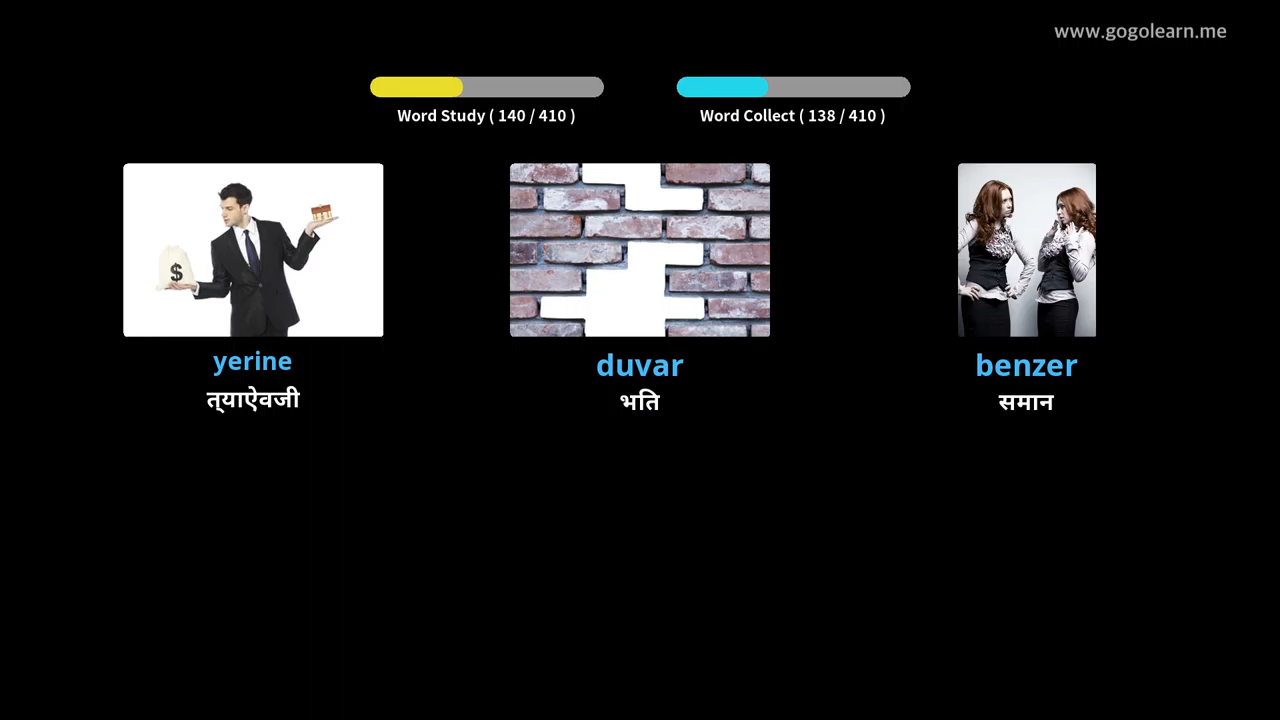 www.gogolearn.me
Word Study ( 140 / 410 )
Word Collect ( 138 / 410 )
$
yerine
duvar
benzer
त्याऐवजी
भति
समान